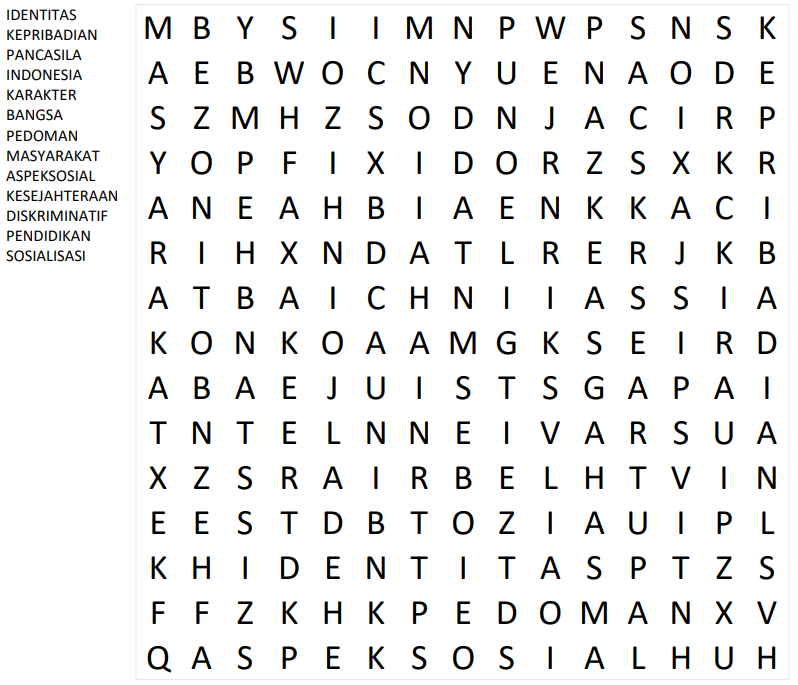 IDENTITAS
KEPRIBADIAN
PANCASILA
INDONESIA
KARAKTER
BANGSA
PEDOMAN
MASYARAKAT
ASPEKSOSIAL
KESEJAHTERAAN
DISKRIMINATIF
PENDIDIKAN
SOSIALISASI
M B Y S I I M N P W P S N S K
A E B W O C N Y U E N A O D E
S Z M H Z S O D N J A C I R P
Y O P F I X I D O R Z S X K R
A N E A H B I A E N K K A C I
R I H X N D A T L R E R J K B
A T B A I C H N I I A S S I A
K O N K O A A M G K S E I R D
A B A E J U I S T S G A P A I
T N T E L N N E I V A R S U A
X Z S R A I R B E L H T V I N
E E S T D B T O Z I A U I P L
K H I D E N T I T A S P T Z S
F F Z K H K P E D O M A N X V
Q A S P E K S O S I A L H U H